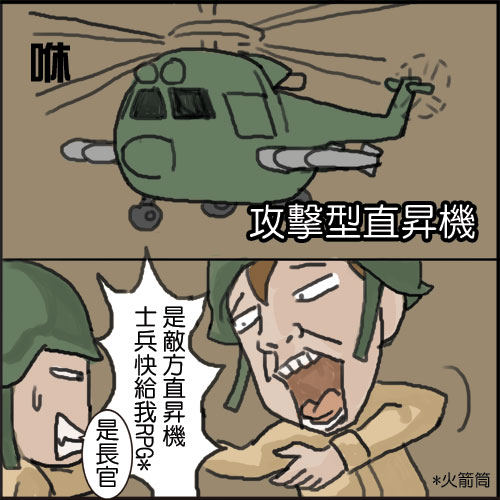 咻
攻擊型直昇機
是敵方直昇機
士兵快給我RPG*
是長官
*火箭筒